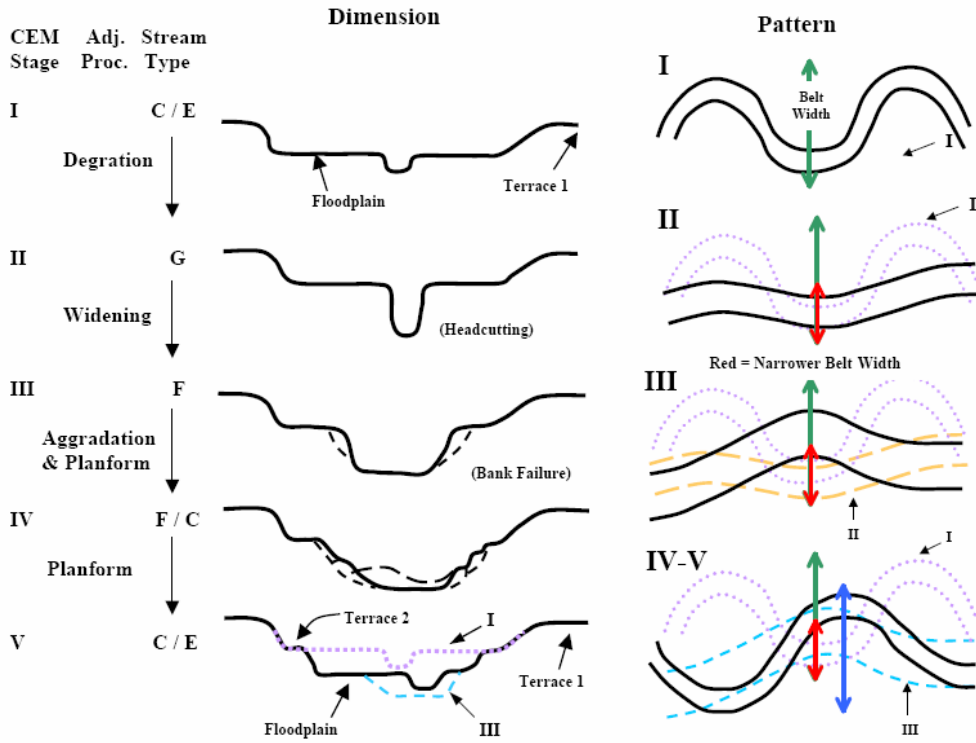 Dimension
Pattern
CEM Adj. Stream
Stage Proc. Type
I C / E
Degration
Floodplain
Terrace 1
II G
Widening
(Headcutting)
III F
Aggradation
& Planform
(Bank Failure)
IV F / C
Planform
V C / E
Terrace 2
I
Terrace 1
Floodplain
III
I
Belt
Width
I
II
I
Red = Narrower Belt Width
III
II
IV-V
I
III